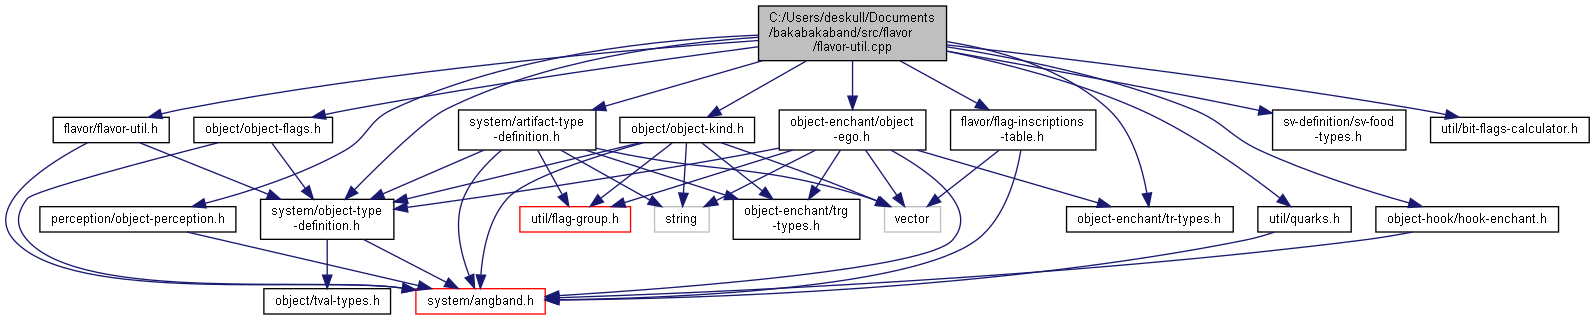 C:/Users/deskull/Documents
/bakabakaband/src/flavor
/flavor-util.cpp
flavor/flavor-util.h
object/object-flags.h
system/artifact-type
-definition.h
object/object-kind.h
object-enchant/object
-ego.h
flavor/flag-inscriptions
-table.h
sv-definition/sv-food
-types.h
util/bit-flags-calculator.h
perception/object-perception.h
system/object-type
-definition.h
util/flag-group.h
string
object-enchant/trg
-types.h
vector
object-enchant/tr-types.h
util/quarks.h
object-hook/hook-enchant.h
object/tval-types.h
system/angband.h